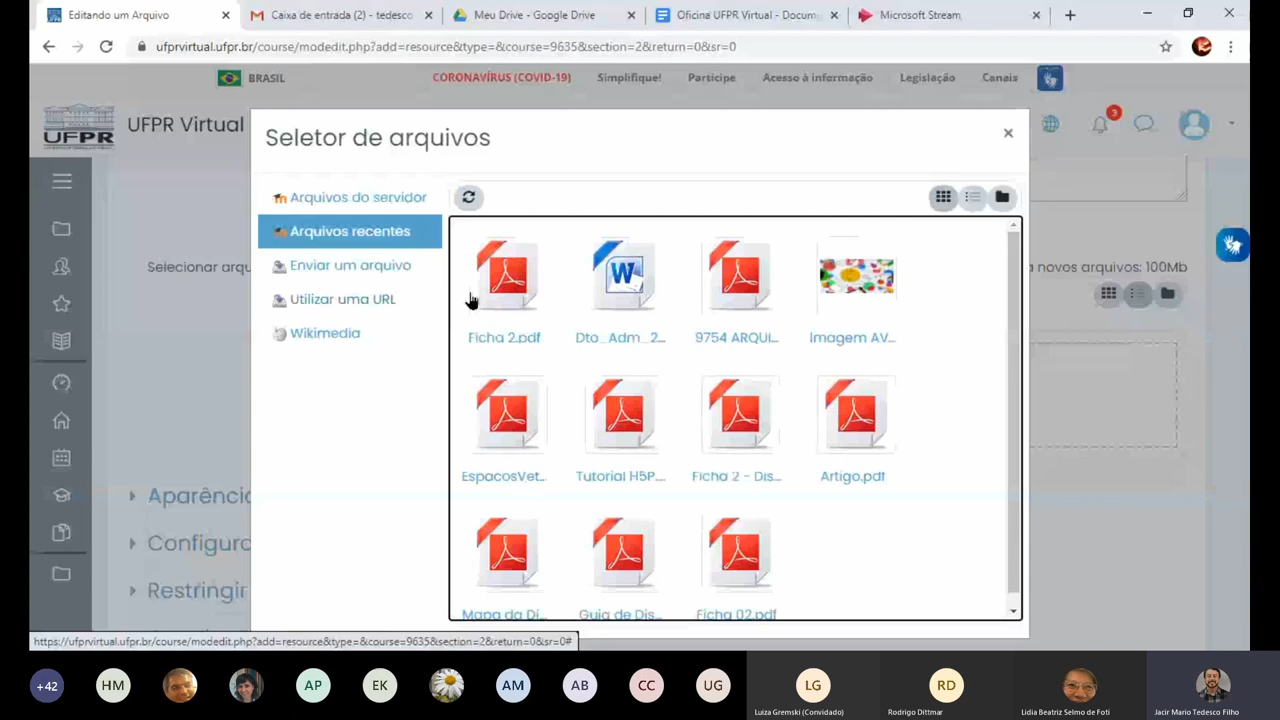 Editando um Arquivo
Caixa de entrada (2) - tedesco
Meu Drive - Google Drive
Oficina UFPR Virtual - Docum
Microsoft Stream
ufprvirtual.ufpr.br/course/modedit.php?add=resource&type=&course=9635&section=2&return=0&sr=0
BRASIL
CORONAVÍRUS (COVID-19)
Simplifique!
Participe
Acesso à informação
Legislação
Canais
UFPR
UFPR Virtual
3
Seletor de arquivos
Arquivos do servidor
Arquivos recentes
Enviar um arquivo
Utilizar uma URL
Wikimedia
Selecionar arqu
a novos arquivos: 100Mb
Ficha 2.pdf
Dto_Adm_2...
9754 ARQUI...
Imagem AV...
EspacosVet...
Tutorial H5P....
Ficha 2 - Dis...
Artigo.pdf
Mapa da Di...
Guia de Dis...
Ficha 02.pdf
W
Aparência
Configura
Restringir
https://ufprvirtual.ufpr.br/course/modedit.php?add=resource&type=&course=9635&section=2&return=0&sr=0#
+42
HM
AP
EK
AM
AB
CC
UG
LG
RD
Luiza Gremski (Convidado)
Rodrigo Dittmar
Lidia Beatriz Selmo de Foti
Jacir Mario Tedesco Filho